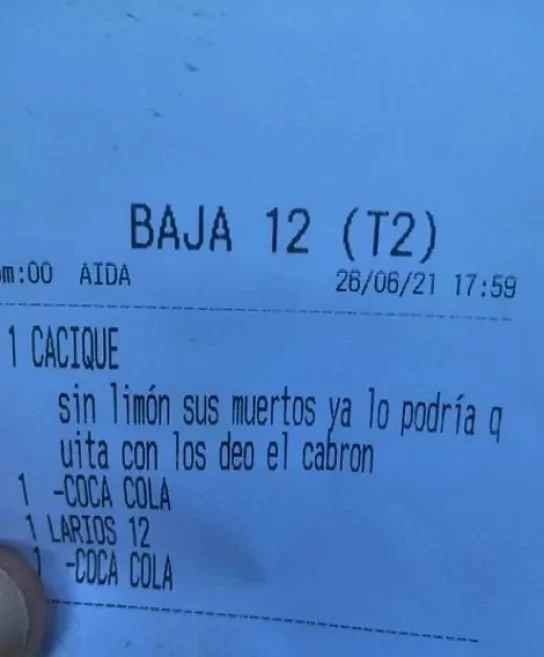 BAJA 12 (T2)
m:00 AIDA 26/06/21 17:59
1 CACIQUE
sin limón sus muertos ya lo podría q
uita con los deo el cabron
1 -COCA COLA
1 LARIOS 12
1 -COCA COLA